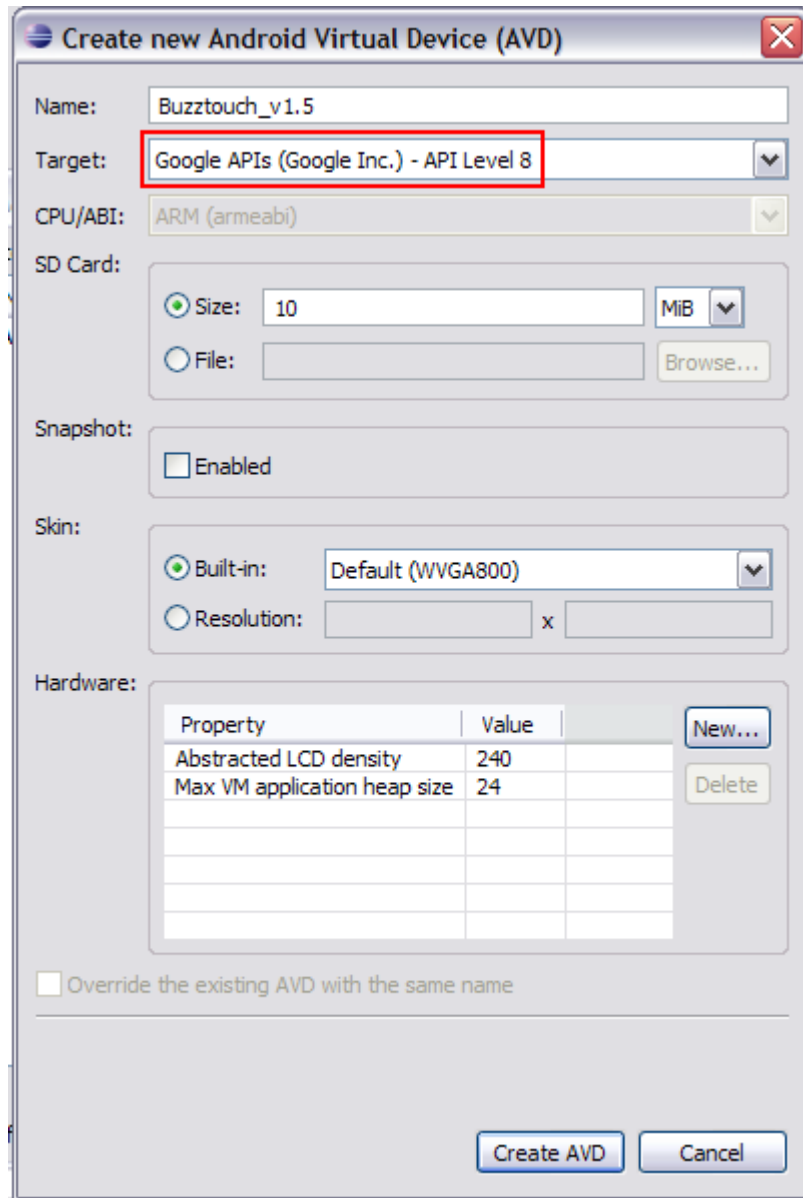 Create new Android Virtual Device (AVD)
Name: Buzztouch_v1.5
Target: Google APIs (Google Inc.) - API Level 8
CPU/ABI: ARM (armeabi)
SD Card:
Size: 10 MiB
File: Browse...
Snapshot:
Enabled
Skin:
Built-in: Default (WVGA800)
Resolution: x
Hardware:
Property Value New...
Abstracted LCD density 240
Max VM application heap size 24 Delete
Override the existing AVD with the same name
Create AVD Cancel